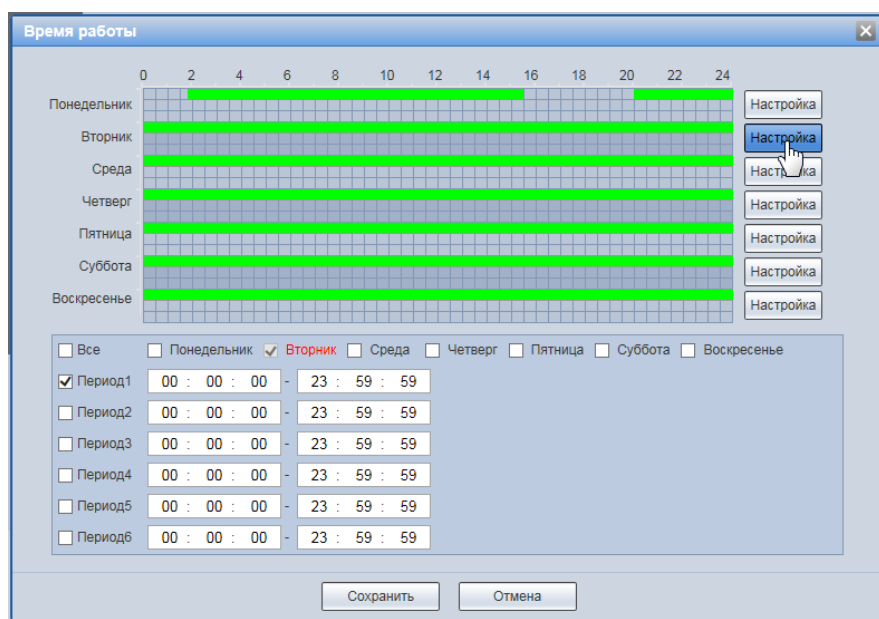 Время работы
0 2 4 6 8 10 12 14 16 18 20 22 24
Понедельник Настройка
Вторник Настройка
Среда Настройка
Четверг Настройка
Пятница Настройка
Суббота Настройка
Воскресенье Настройка
Все Понедельник Вторник Среда Четверг Пятница Суббота Воскресенье
Период1 00 : 00 : 00 - 23 : 59 : 59
Период2 00 : 00 : 00 - 23 : 59 : 59
Период3 00 : 00 : 00 - 23 : 59 : 59
Период4 00 : 00 : 00 - 23 : 59 : 59
Период5 00 : 00 : 00 - 23 : 59 : 59
Период6 00 : 00 : 00 - 23 : 59 : 59
Сохранить Отмена